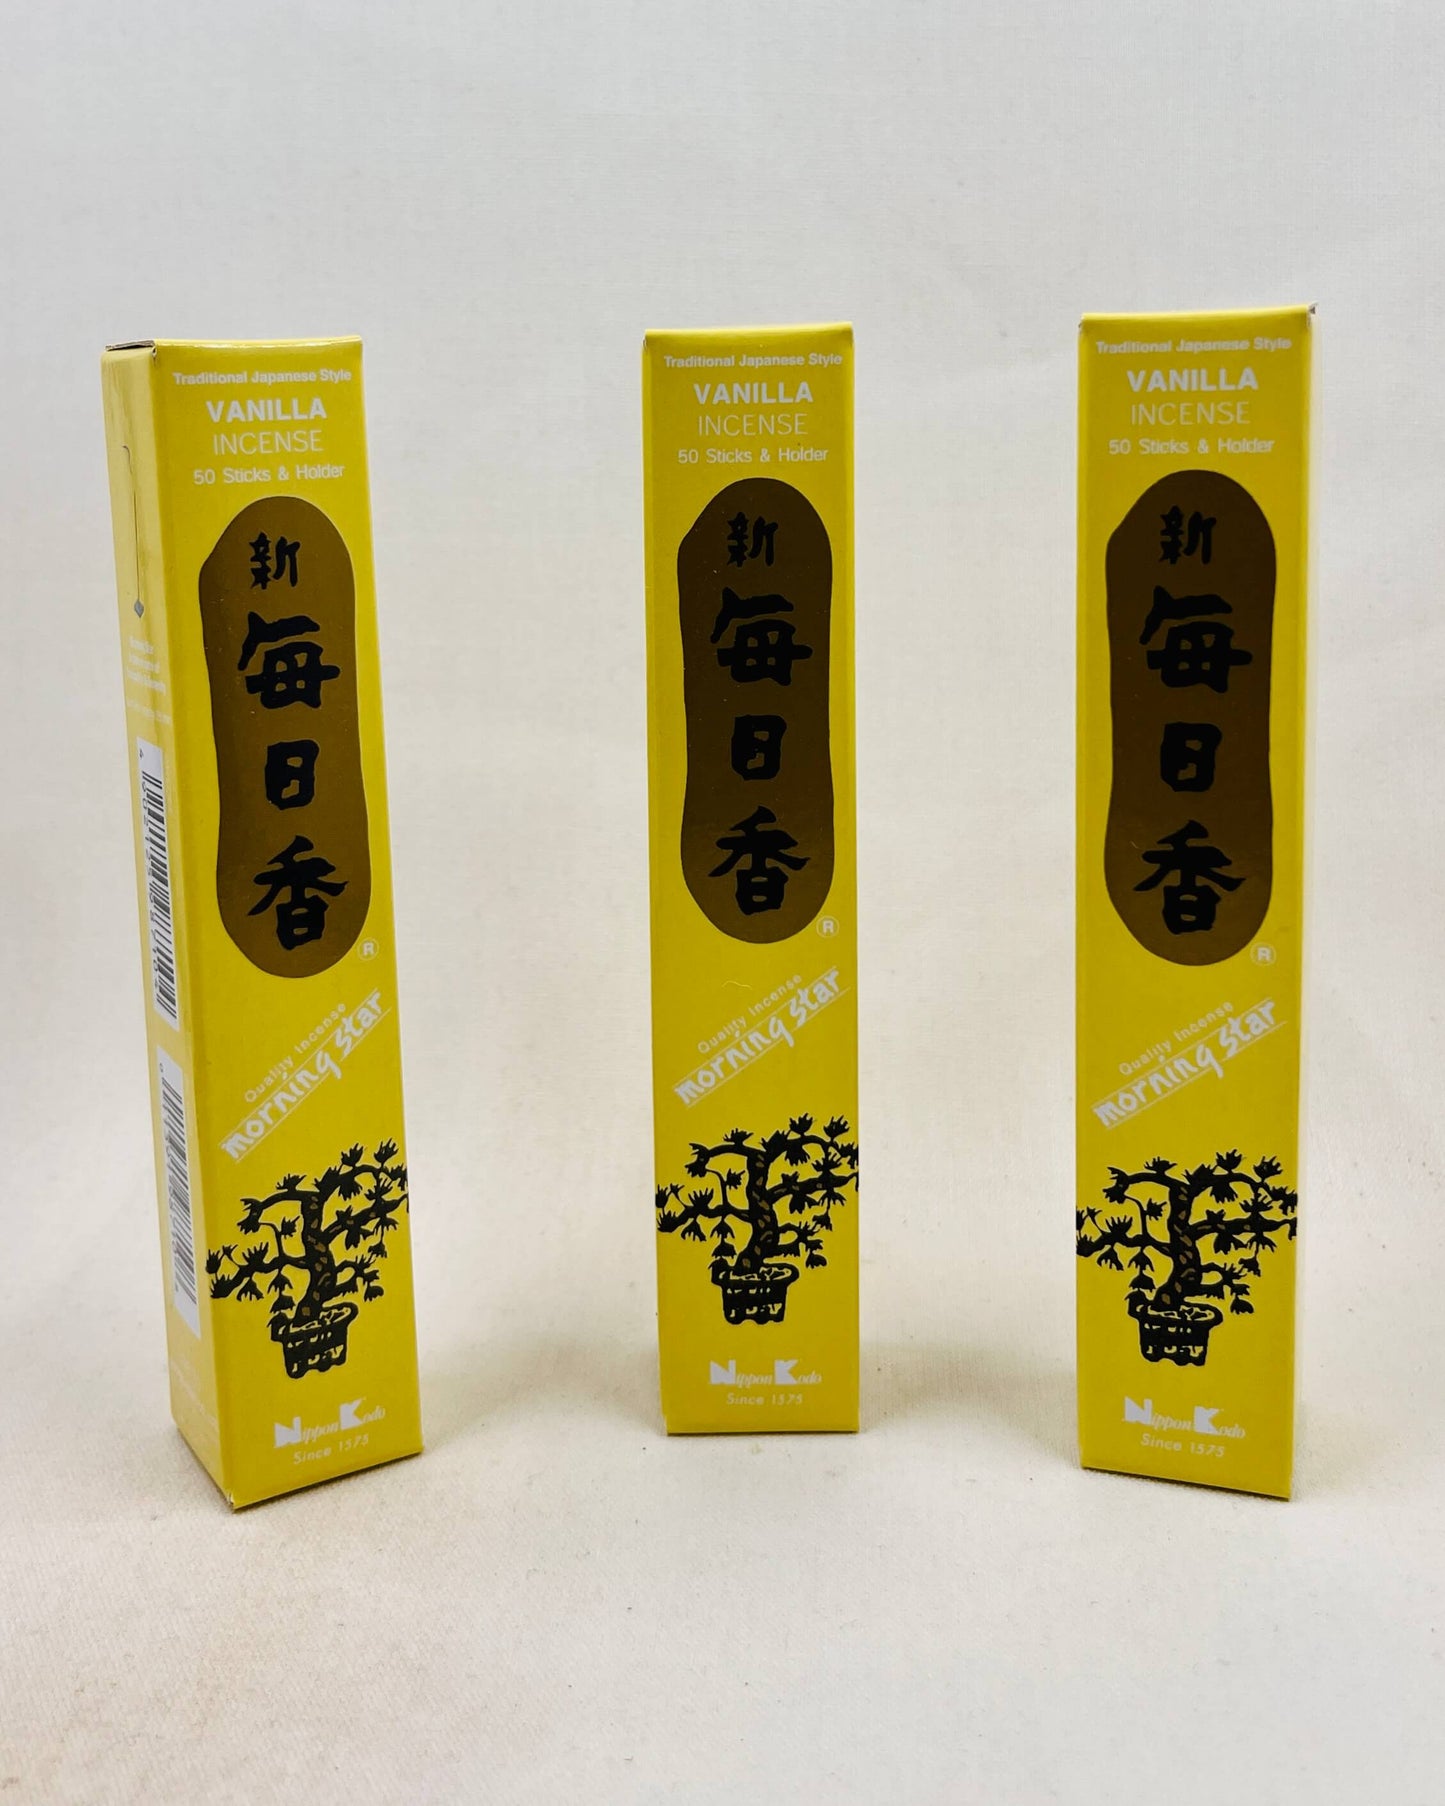 Traditional Japanese Style
VANILLA
INCENSE
50 Sticks & Holder
新
毎
日
香
®
Quality Incense
morning star
Nippon Kodo
Since 1575
Traditional Japanese Style
VANILLA
INCENSE
50 Sticks & Holder
新
毎
日
香
®
Quality Incense
morning star
Nippon Kodo
Since 1575
Traditional Japanese Style
VANILLA
INCENSE
50 Sticks & Holder
新
毎
日
香
®
Quality Incense
morning star
Nippon Kodo
Since 1575